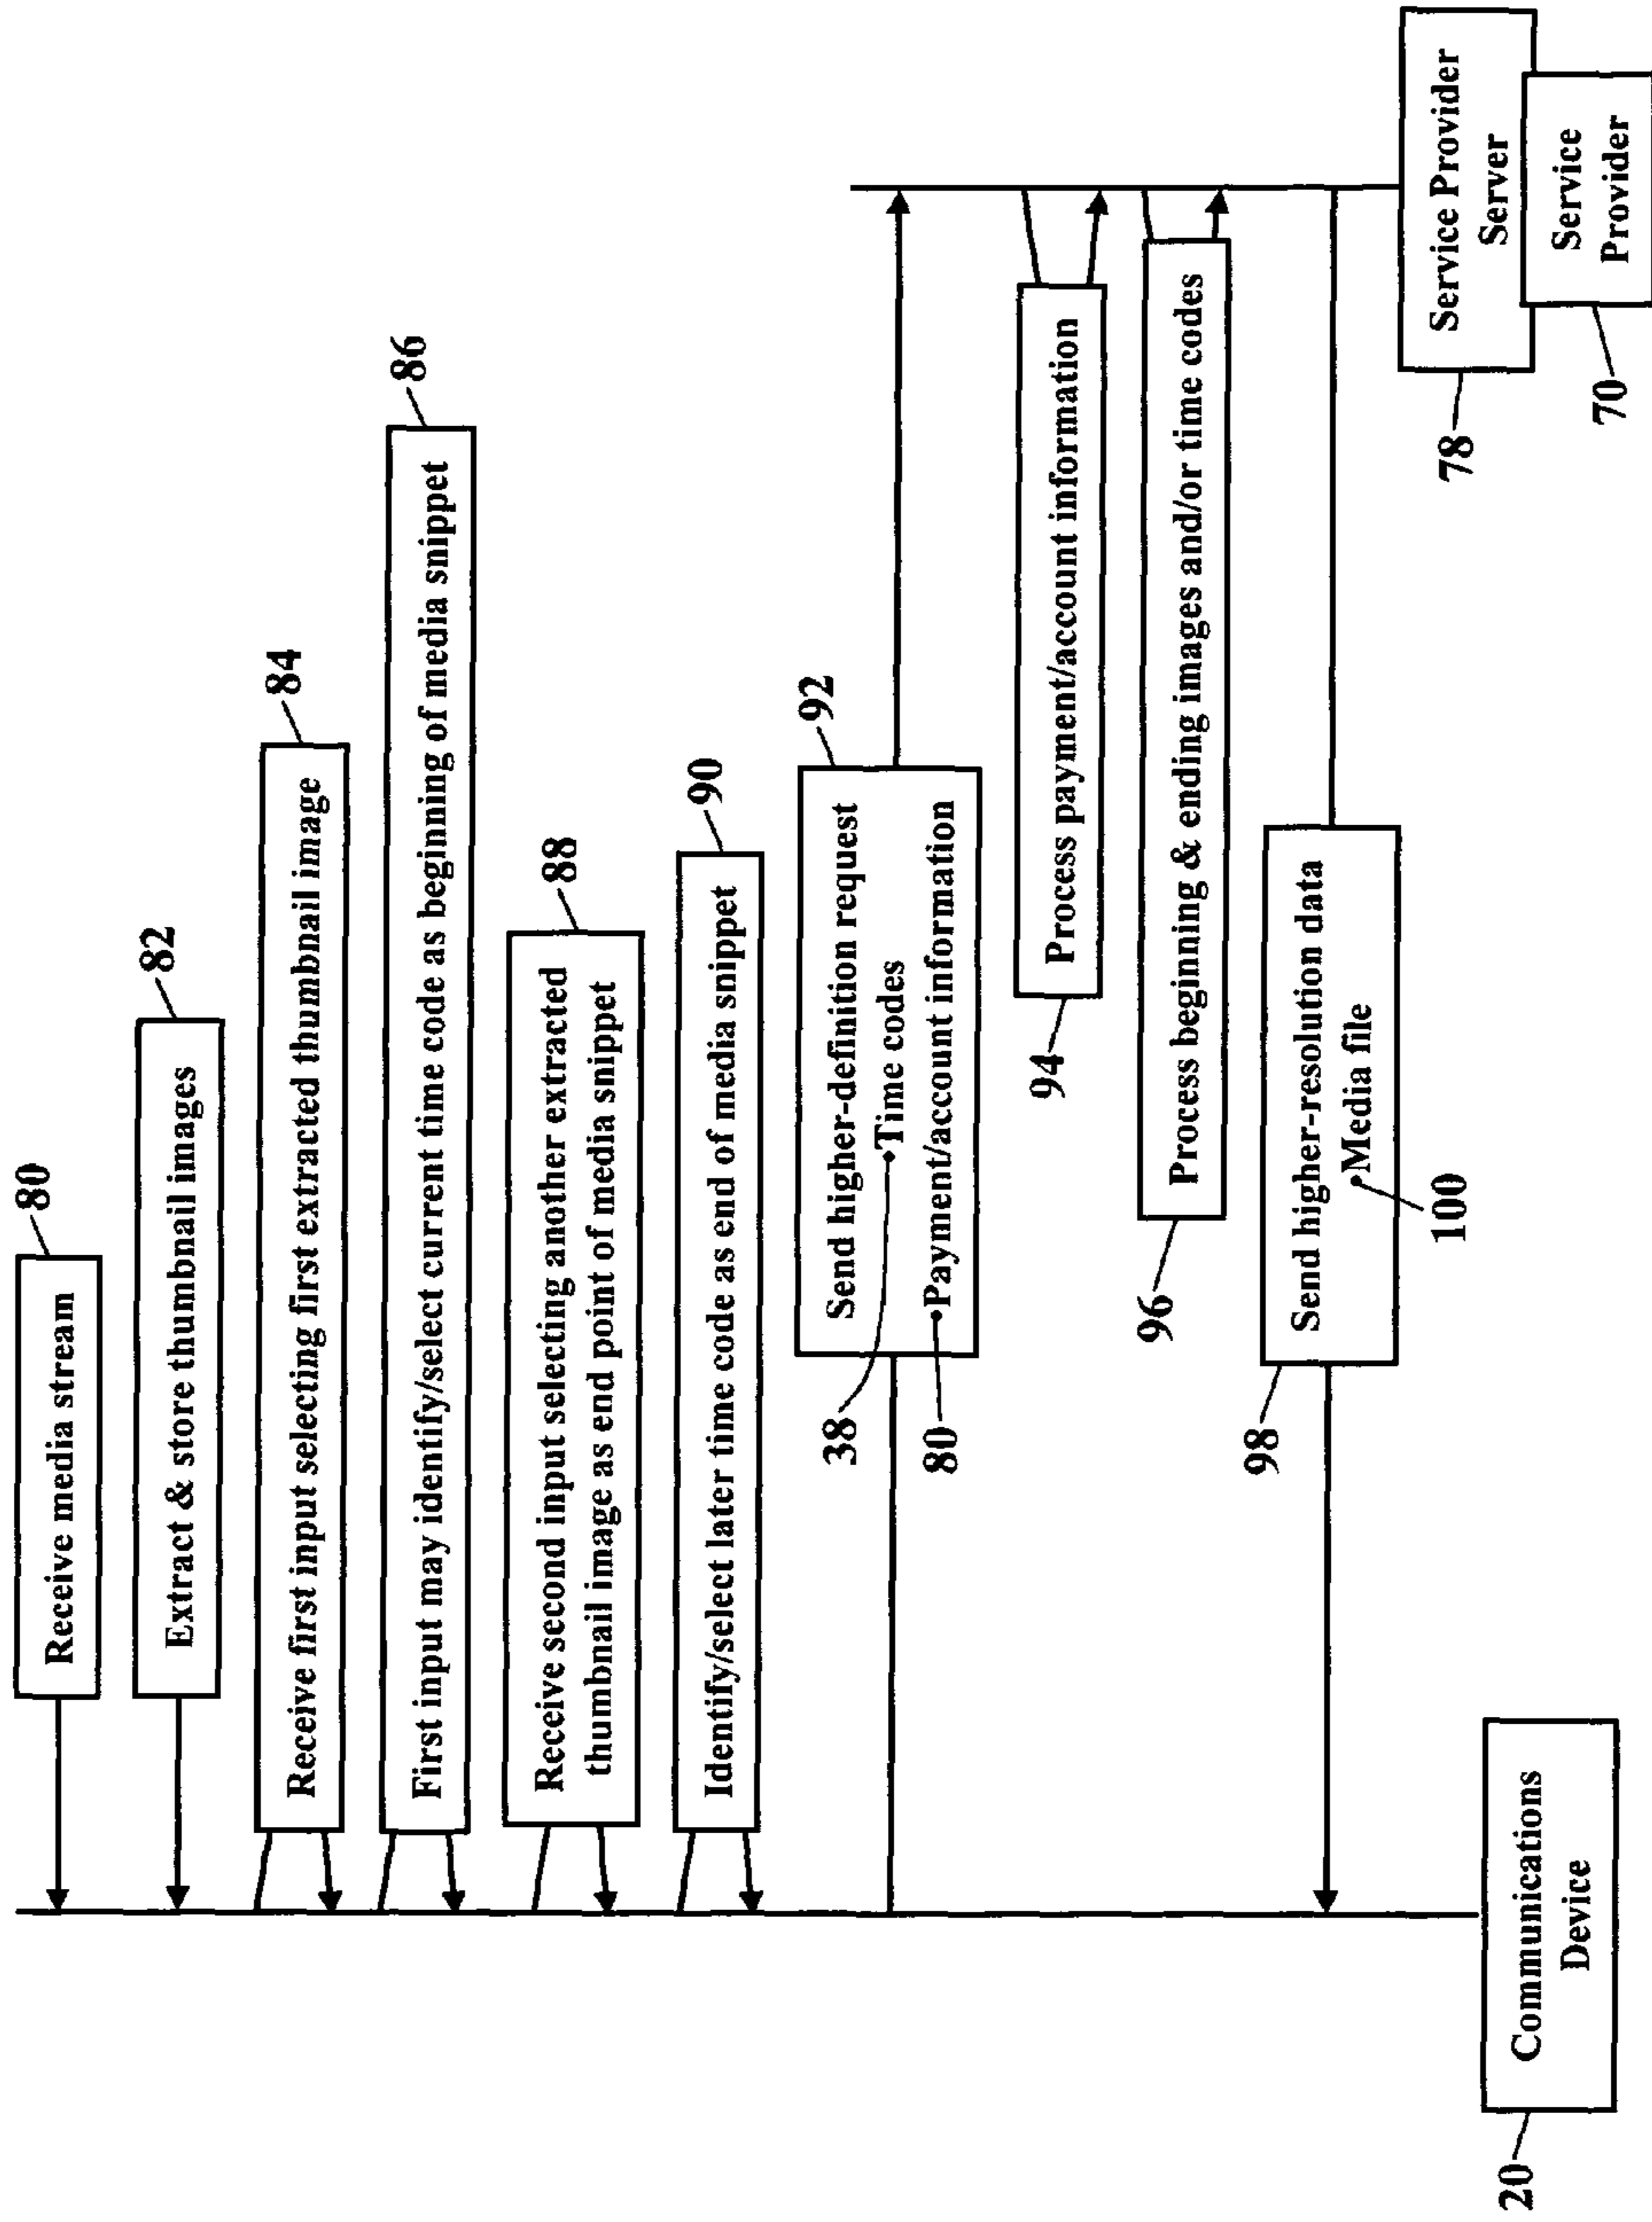 80
Receive media stream
82
Extract & store thumbnail images
84
Receive first input selecting first extracted thumbnail image
86
First input may identify/select current time code as beginning of media snippet
88
Receive second input selecting another extracted
thumbnail image as end point of media snippet
90
Identify/select later time code as end of media snippet
92
Send higher-definition request
38
•Time codes
80
•Payment/account information
94
Process payment/account information
96
Process beginning & ending images and/or time codes
98
Send higher-resolution data
•Media file
100
20
Communications
Device
78
Service Provider
Server
70
Service
Provider